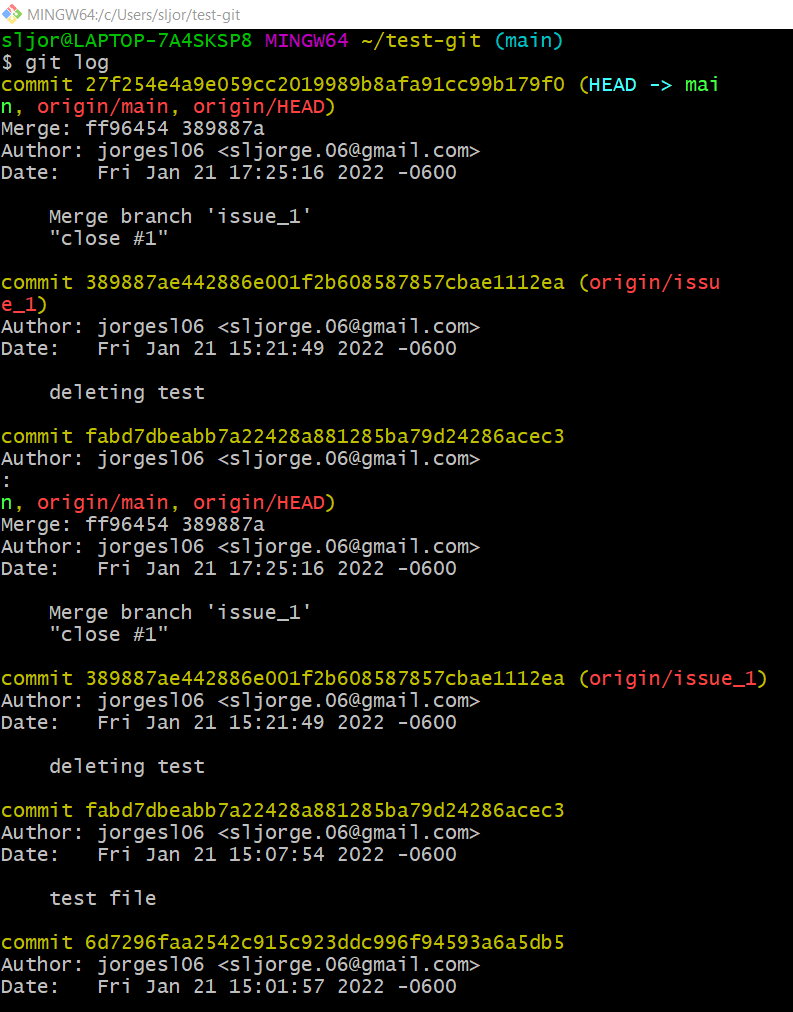 MINGW64:/c/Users/sljor/test-git
sljor@LAPTOP-7A4SKSP8 MINGW64 ~/test-git (main)
$ git log
commit 27f254e4a9e059cc2019989b8afa91cc99b179f0 (HEAD -> mai
n, origin/main, origin/HEAD)
Merge: ff96454 389887a
Author: jorgesl06 <sljorge.06@gmail.com>
Date:   Fri Jan 21 17:25:16 2022 -0600

    Merge branch 'issue_1'
    "close #1"

commit 389887ae442886e001f2b608587857cbae1112ea (origin/issu
e_1)
Author: jorgesl06 <sljorge.06@gmail.com>
Date:   Fri Jan 21 15:21:49 2022 -0600

    deleting test

commit fabd7dbeabb7a22428a881285ba79d24286acec3
Author: jorgesl06 <sljorge.06@gmail.com>
:
n, origin/main, origin/HEAD)
Merge: ff96454 389887a
Author: jorgesl06 <sljorge.06@gmail.com>
Date:   Fri Jan 21 17:25:16 2022 -0600

    Merge branch 'issue_1'
    "close #1"

commit 389887ae442886e001f2b608587857cbae1112ea (origin/issue_1)
Author: jorgesl06 <sljorge.06@gmail.com>
Date:   Fri Jan 21 15:21:49 2022 -0600

    deleting test

commit fabd7dbeabb7a22428a881285ba79d24286acec3
Author: jorgesl06 <sljorge.06@gmail.com>
Date:   Fri Jan 21 15:07:54 2022 -0600

    test file

commit 6d7296faa2542c915c923ddc996f94593a6a5db5
Author: jorgesl06 <sljorge.06@gmail.com>
Date:   Fri Jan 21 15:01:57 2022 -0600